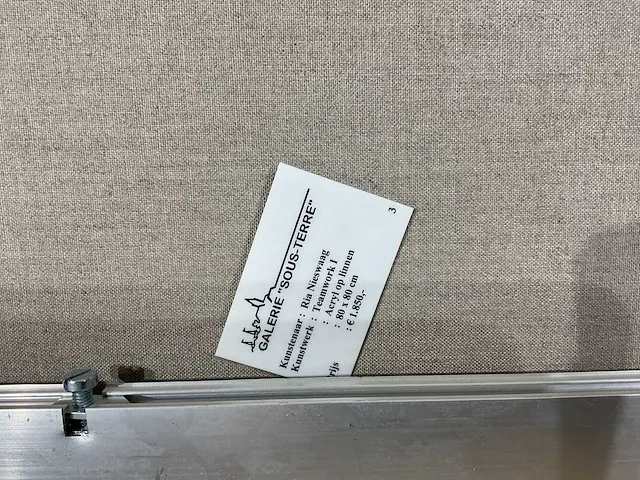 GALERIE "SOUS-TERRE"
Kunstenaar : Ria Nieswaag
Kunstwerk : Teamwork 1
: Acryl op linnen
: 80 x 80 cm
rijs : € 1.850,-
3